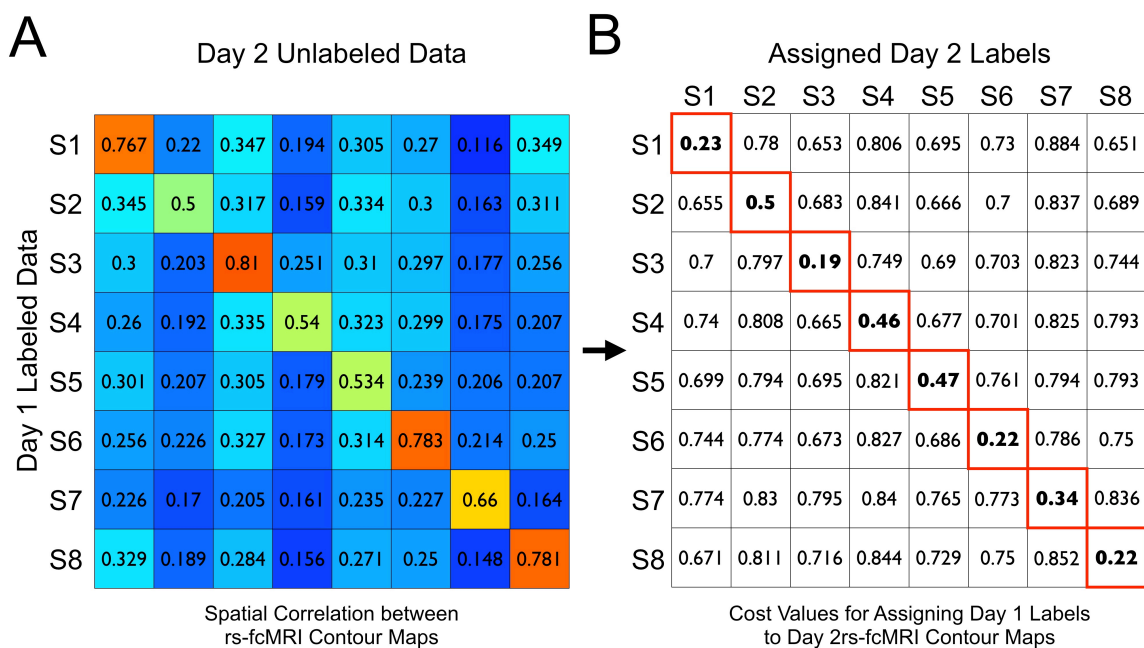 A
Day 2 Unlabeled Data
Day 1 Labeled Data
S1 0.767 0.22 0.347 0.194 0.305 0.27 0.116 0.349
S2 0.345 0.5 0.317 0.159 0.334 0.3 0.163 0.311
S3 0.3 0.203 0.81 0.251 0.31 0.297 0.177 0.256
S4 0.26 0.192 0.335 0.54 0.323 0.299 0.175 0.207
S5 0.301 0.207 0.305 0.179 0.534 0.239 0.206 0.207
S6 0.256 0.226 0.327 0.173 0.314 0.783 0.214 0.25
S7 0.226 0.17 0.205 0.161 0.235 0.227 0.66 0.164
S8 0.329 0.189 0.284 0.156 0.271 0.25 0.148 0.781
Spatial Correlation between
rs-fcMRI Contour Maps
B
Assigned Day 2 Labels
S1 S2 S3 S4 S5 S6 S7 S8
S1 0.23 0.78 0.653 0.806 0.695 0.73 0.884 0.651
S2 0.655 0.5 0.683 0.841 0.666 0.7 0.837 0.689
S3 0.7 0.797 0.19 0.749 0.69 0.703 0.823 0.744
S4 0.74 0.808 0.665 0.46 0.677 0.701 0.825 0.793
S5 0.699 0.794 0.695 0.821 0.47 0.761 0.794 0.793
S6 0.744 0.774 0.673 0.827 0.686 0.22 0.786 0.75
S7 0.774 0.83 0.795 0.84 0.765 0.773 0.34 0.836
S8 0.671 0.811 0.716 0.844 0.729 0.75 0.852 0.22
Cost Values for Assigning Day 1 Labels
to Day 2rs-fcMRI Contour Maps